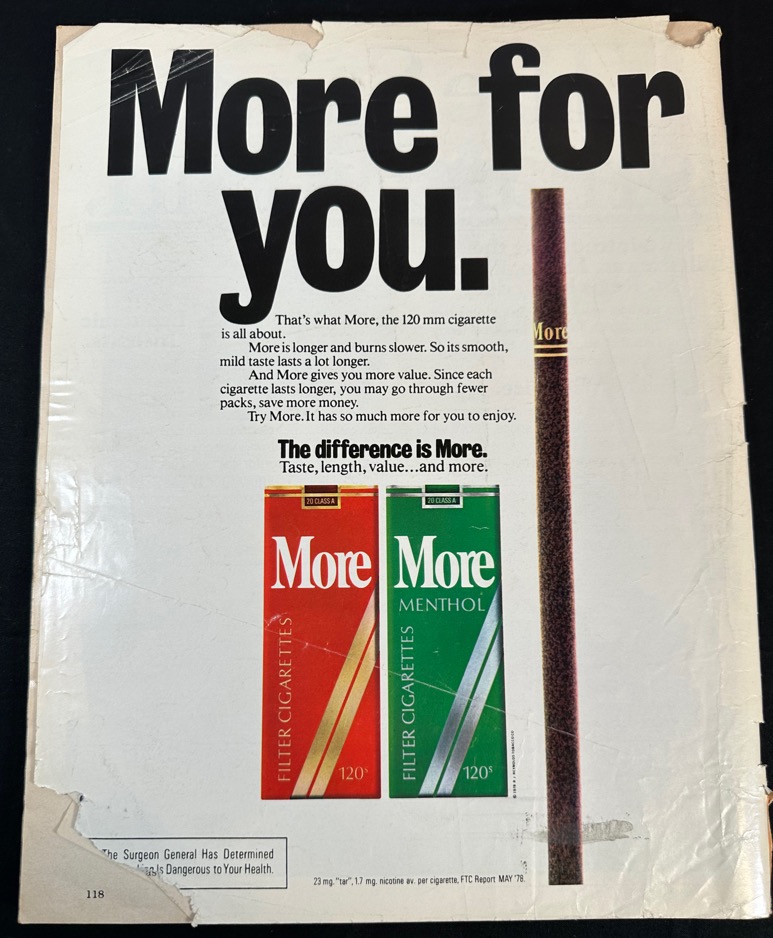 More for
you.
That's what More, the 120 mm cigarette
is all about.
More is longer and burns slower. So its smooth,
mild taste lasts a lot longer.
And More gives you more value. Since each
cigarette lasts longer, you may go through fewer
packs, save more money.
Try More. It has so much more for you to enjoy.
The difference is More.
Taste, length, value...and more.
More
20 CLASS A
More
FILTER CIGARETTES
120s
20 CLASS A
More
MENTHOL
FILTER CIGARETTES
120s
The Surgeon General Has Determined
Is Dangerous to Your Health.
23 mg. "tar", 1.7 mg. nicotine av. per cigarette, FTC Report MAY '78.
118